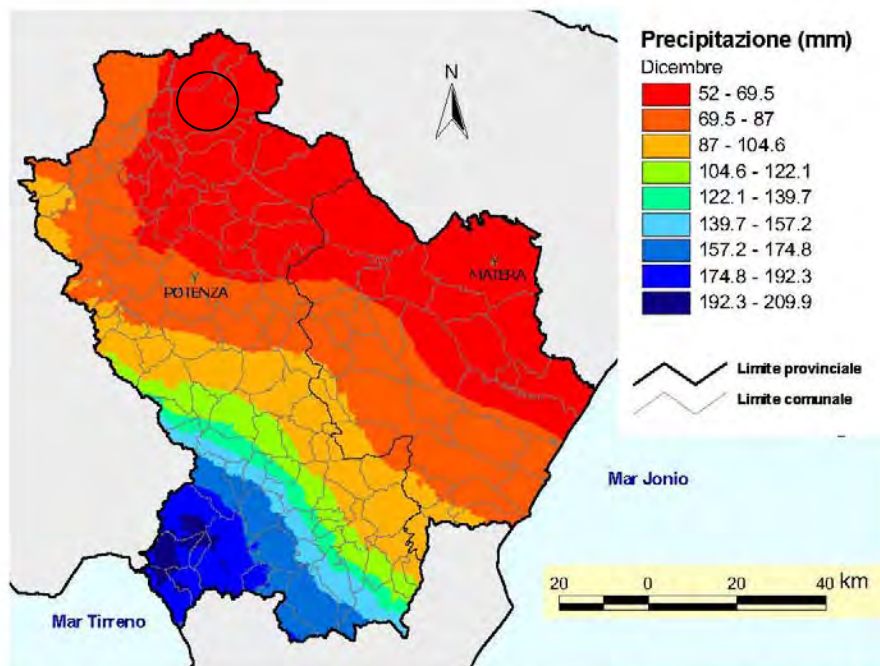 Precipitazione (mm)
Dicembre
52 - 69.5
69.5 - 87
87 - 104.6
104.6 - 122.1
122.1 - 139.7
139.7 - 157.2
157.2 - 174.8
174.8 - 192.3
192.3 - 209.9
N
MATERA
POTENZA
Limite provinciale
Limite comunale
Mar Jonio
Mar Tirreno
20 0 20 40 km